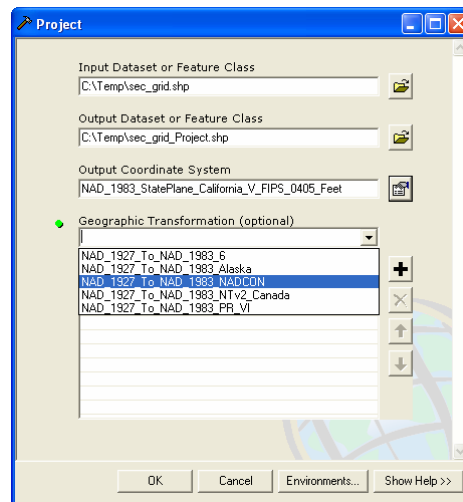 Project
Input Dataset or Feature Class
C:\Temp\sec_grid.shp
Output Dataset or Feature Class
C:\Temp\sec_grid_Project.shp
Output Coordinate System
NAD_1983_StatePlane_California_V_FIPS_0405_Feet
Geographic Transformation (optional)
NAD_1927_To_NAD_1983_6
NAD_1927_To_NAD_1983_Alaska
NAD_1927_To_NAD_1983_NADCON
NAD_1927_To_NAD_1983_NTv2_Canada
NAD_1927_To_NAD_1983_PR_VI
OK Cancel Environments... Show Help >>